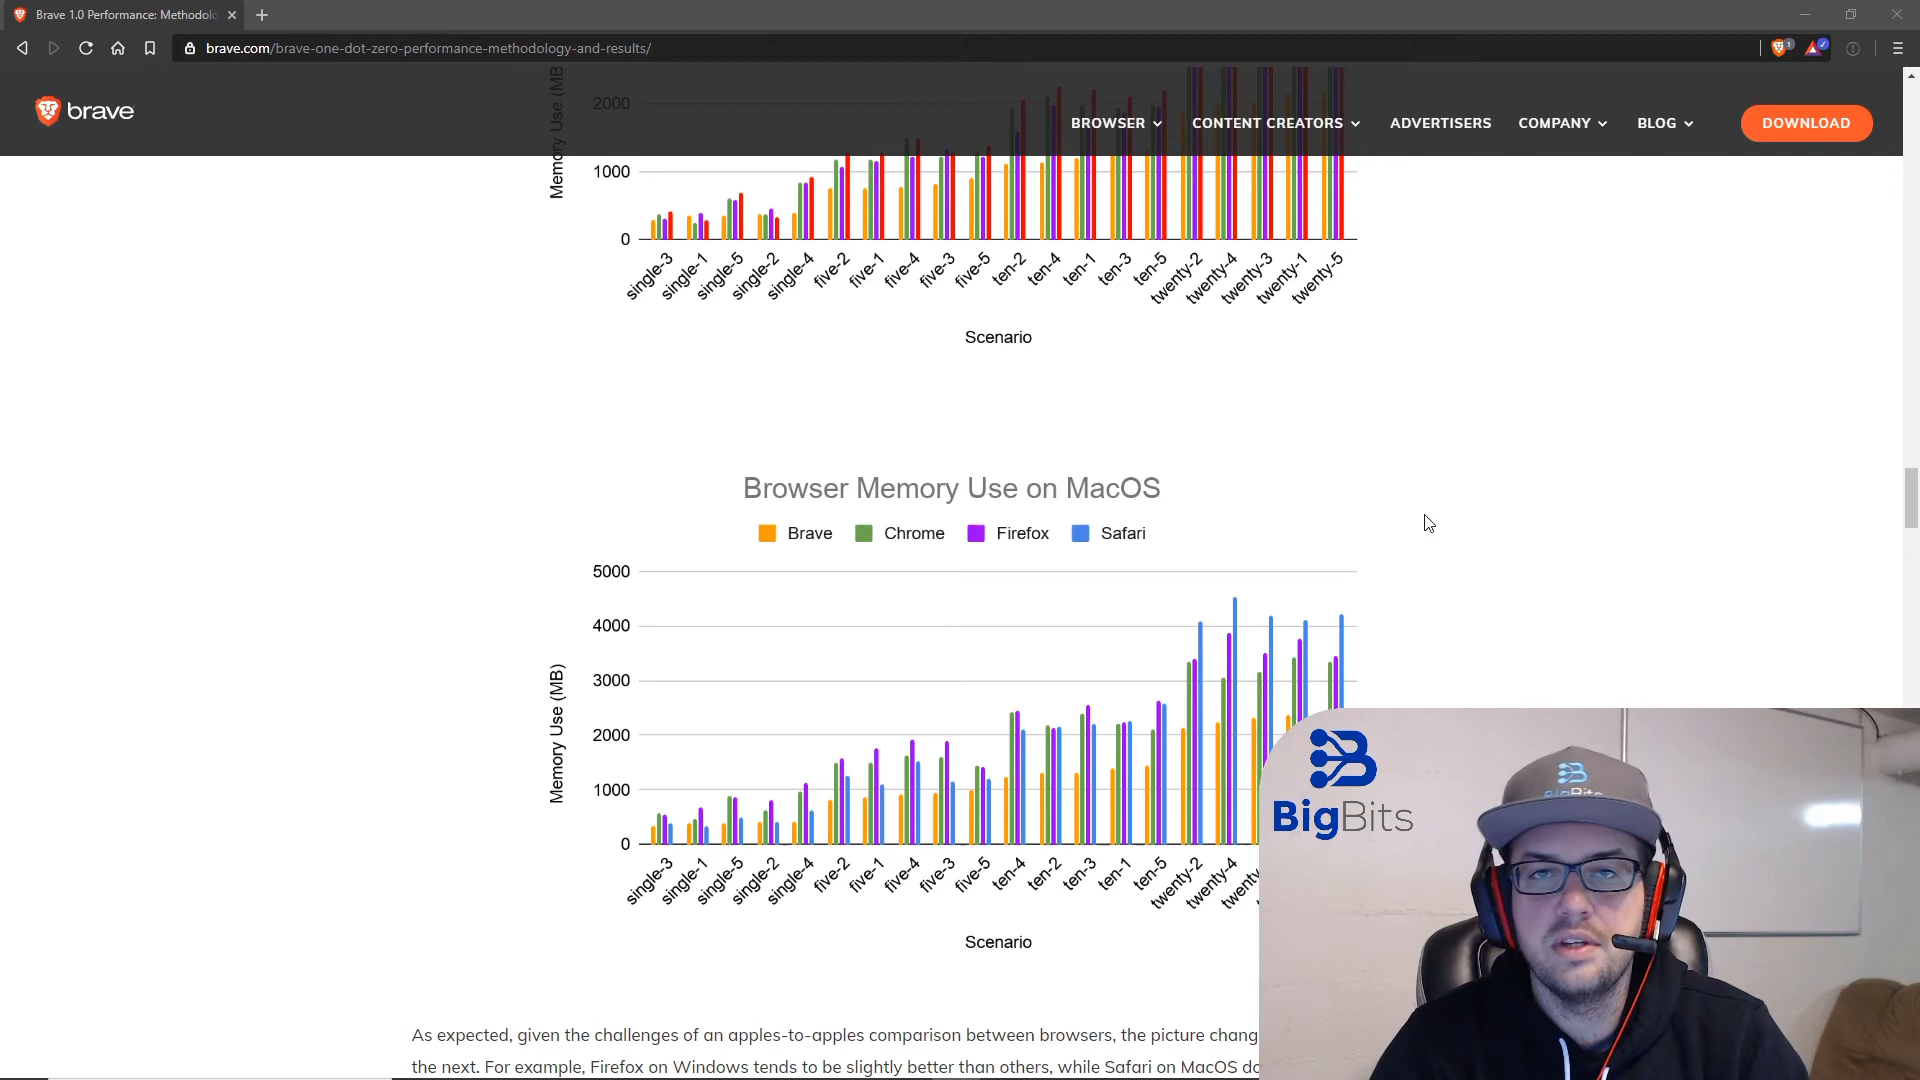 Brave 1.0 Performance: Methodolo
brave.com/brave-one-dot-zero-performance-methodology-and-results/
1
brave
BROWSER
CONTENT CREATORS
ADVERTISERS
COMPANY
BLOG
DOWNLOAD
Memory Use (MB
2000
1000
0
single-3
single-1
single-5
single-2
single-4
five-2
five-1
five-4
five-3
five-5
ten-2
ten-4
ten-1
ten-3
ten-5
twenty-2
twenty-4
twenty-3
twenty-1
twenty-5
Scenario
Browser Memory Use on MacOS
Brave Chrome Firefox Safari
Memory Use (MB)
5000
4000
3000
2000
1000
0
single-3
single-1
single-5
single-2
single-4
five-2
five-1
five-4
five-3
five-5
ten-4
ten-2
ten-3
ten-1
ten-5
twenty-2
twenty-4
twenty
Scenario
As expected, given the challenges of an apples-to-apples comparison between browsers, the picture chang
the next. For example, Firefox on Windows tends to be slightly better than others, while Safari on MacOS do
BigBits